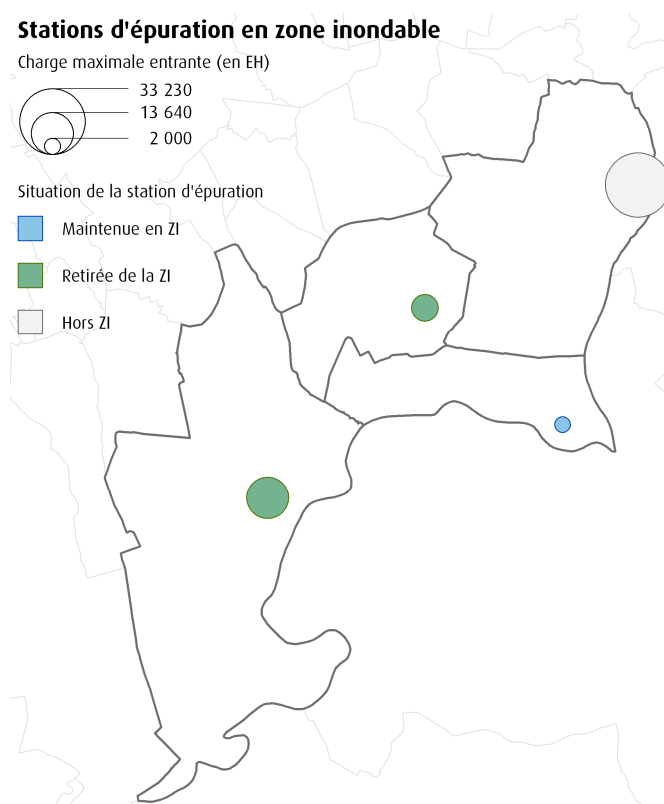 Stations d'épuration en zone inondable
Charge maximale entrante (en EH)
33 230
13 640
2 000
Situation de la station d'épuration
Maintenue en ZI
Retirée de la ZI
Hors ZI